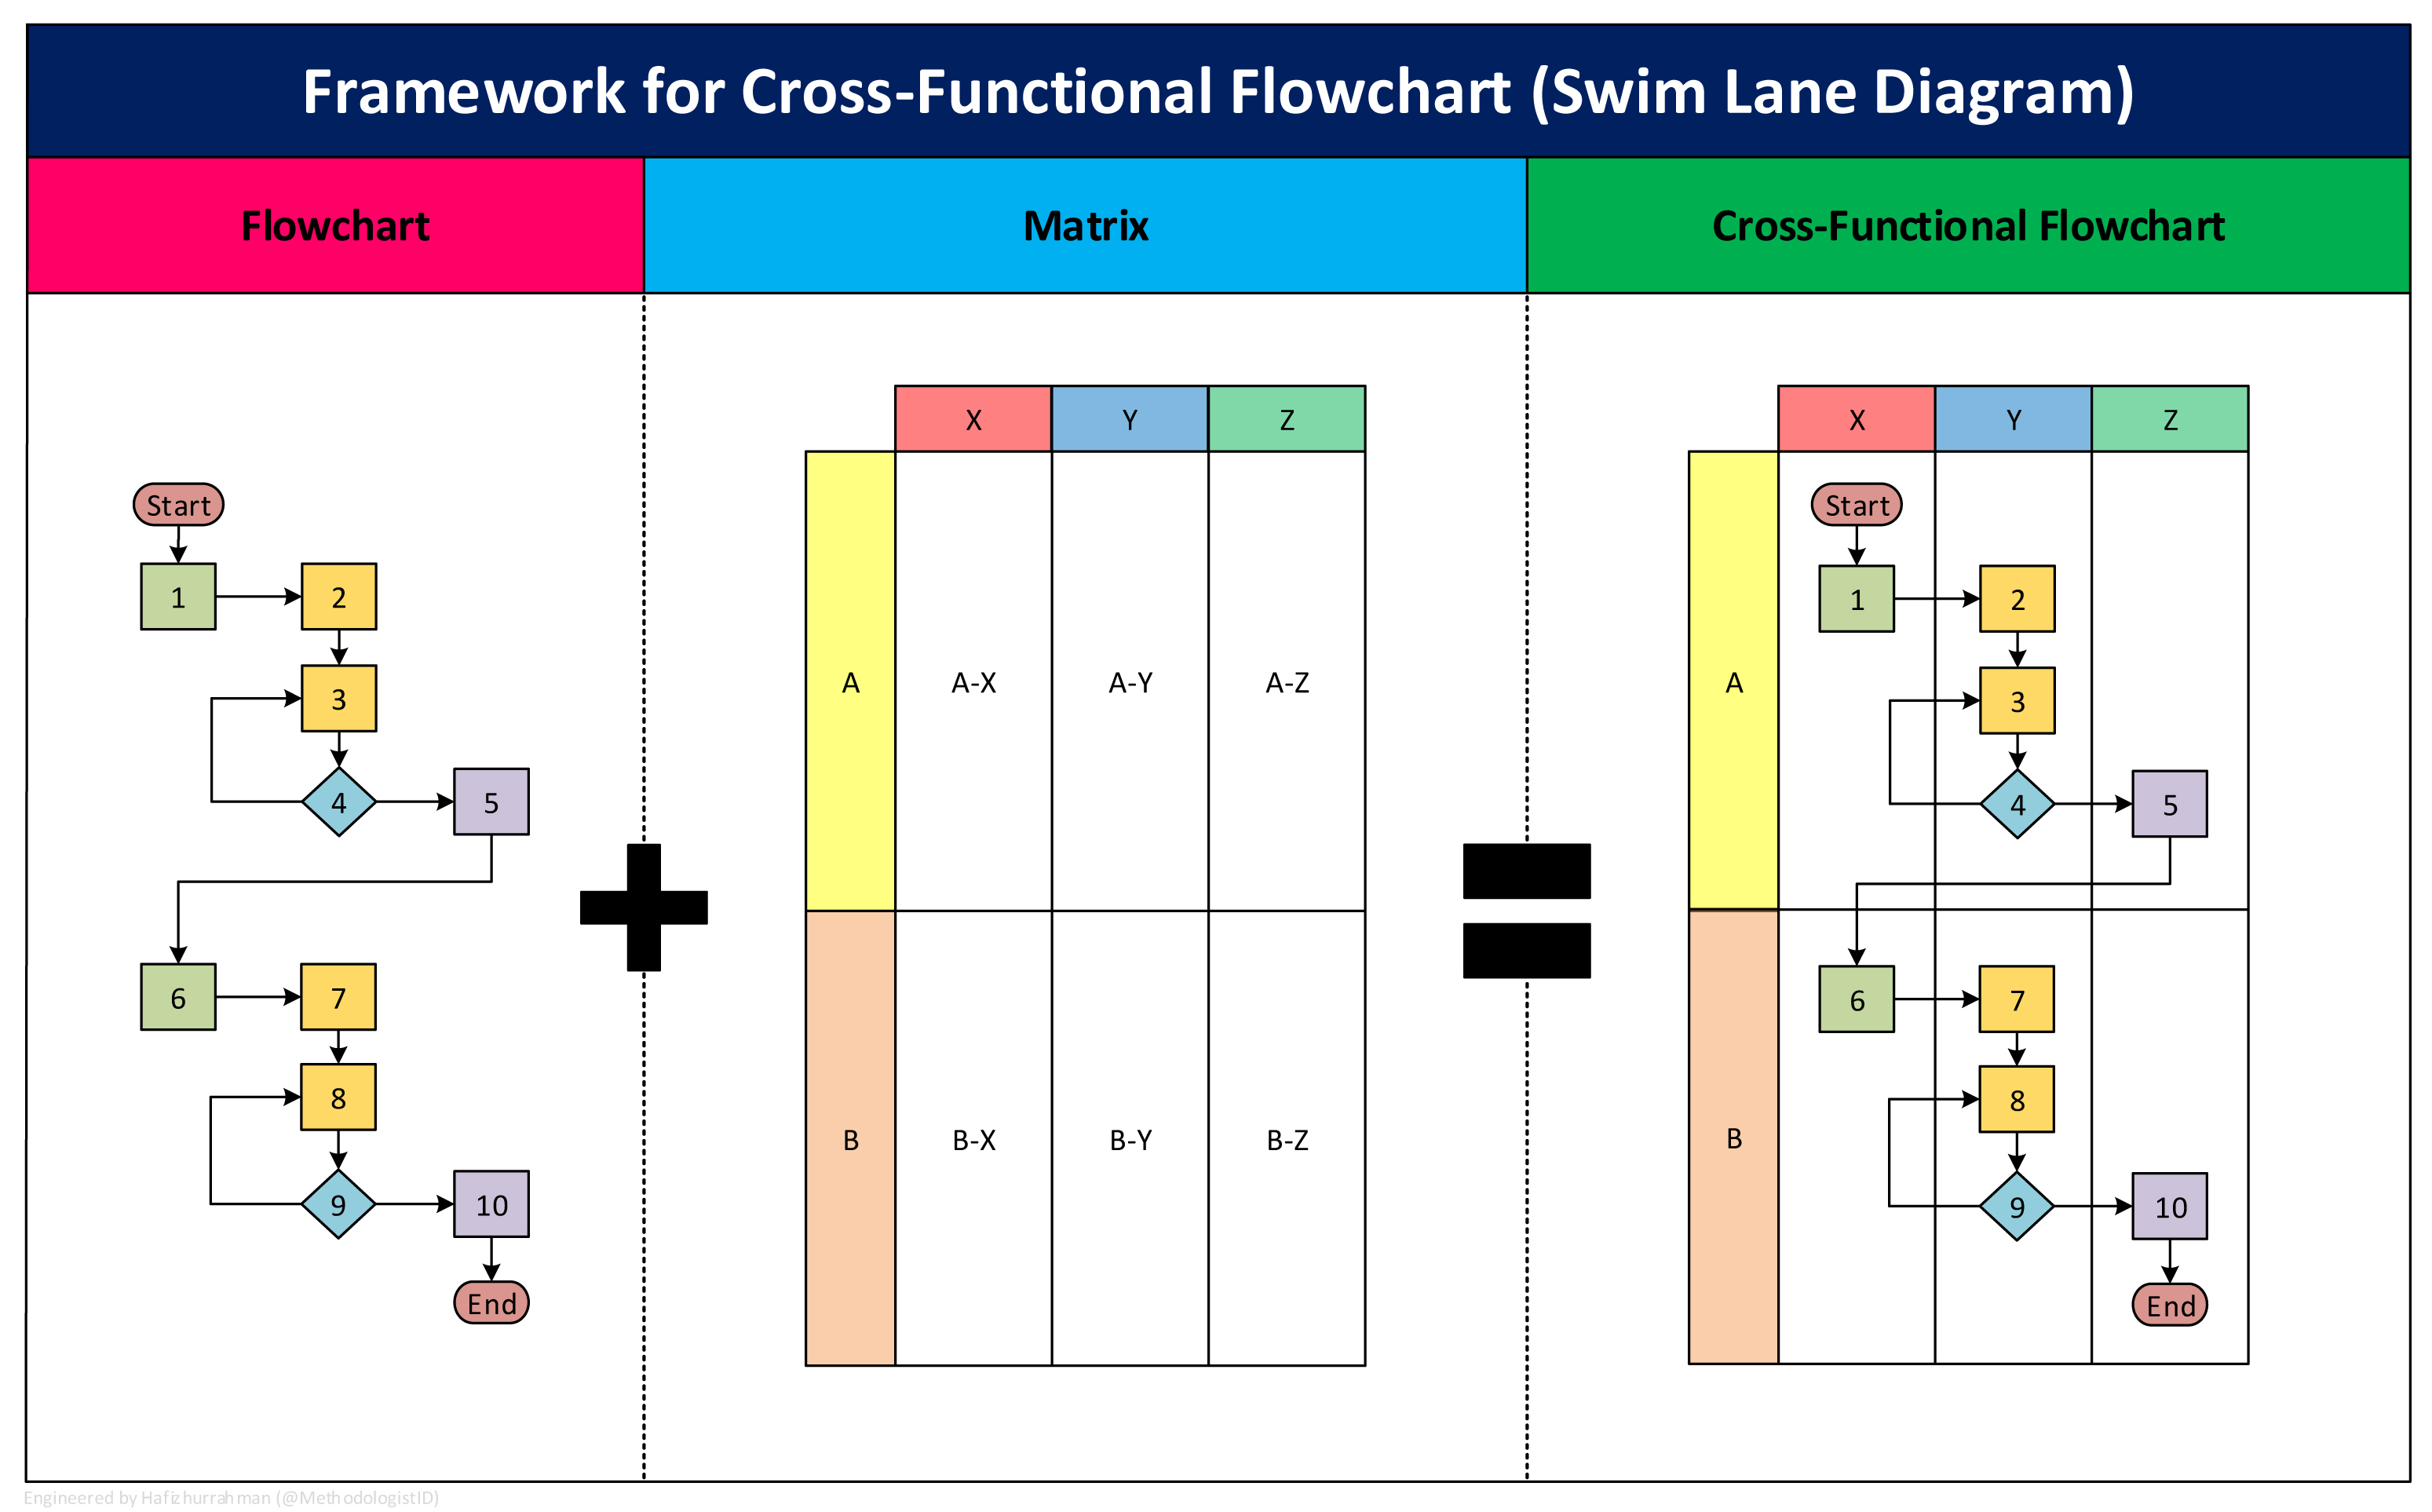 Framework for Cross-Functional Flowchart (Swim Lane Diagram)
Flowchart
Matrix
Cross-Functional Flowchart
Start
1
2
3
4
5
6
7
8
9
10
End
X
Y
Z
A
A-X
A-Y
A-Z
B
B-X
B-Y
B-Z
X
Y
Z
A
B
Start
1
2
3
4
5
6
7
8
9
10
End
Engineered by Hafizhurrahman (@MethodologistID)